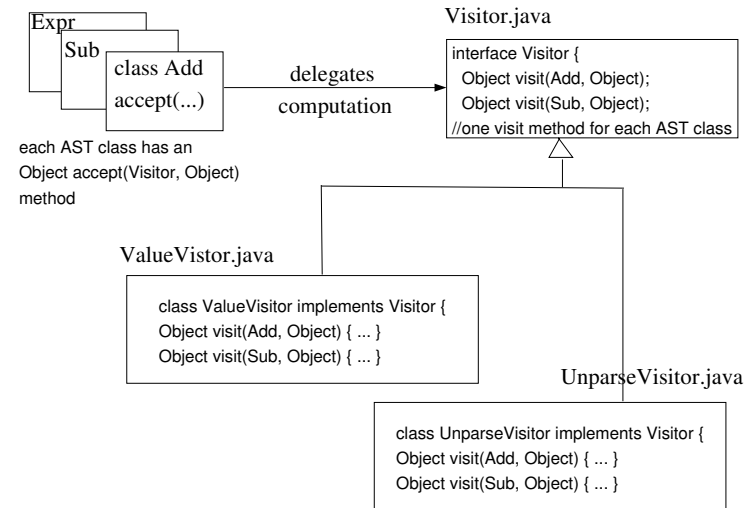 Expr
Sub
class Add
accept(...)
each AST class has an
Object accept(Visitor, Object)
method
delegates
computation
Visitor.java
interface Visitor {
Object visit(Add, Object);
Object visit(Sub, Object);
//one visit method for each AST class
ValueVistor.java
class ValueVisitor implements Visitor {
Object visit(Add, Object) { ... }
Object visit(Sub, Object) { ... }
UnparseVisitor.java
class UnparseVisitor implements Visitor {
Object visit(Add, Object) { ... }
Object visit(Sub, Object) { ... }